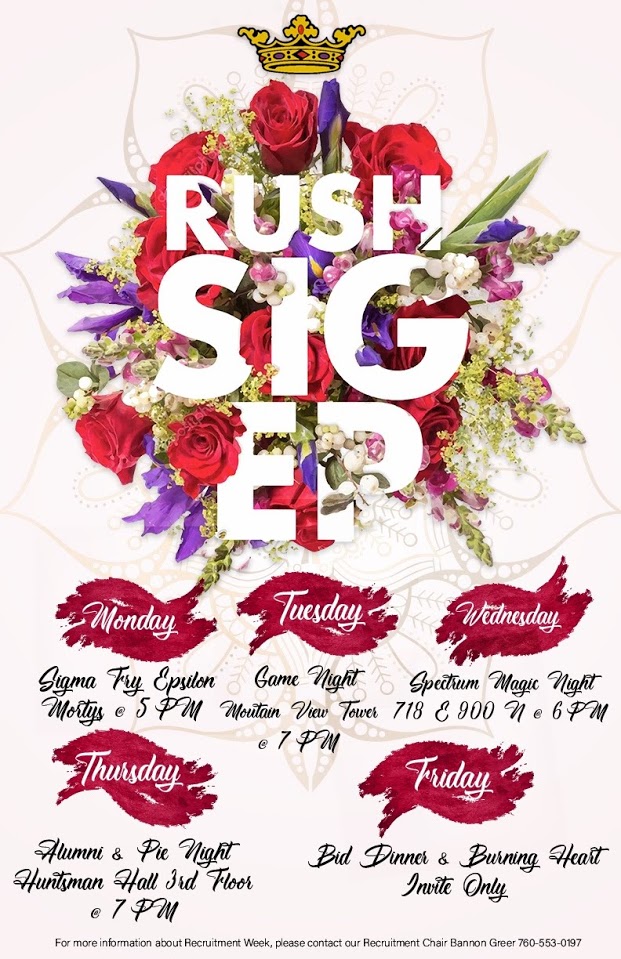 RUSH
SIG
EP
Monday
Sigma Fry Epsilon
Mortys @ 5 PM
Tuesday
Game Night
Moutain View Tower
@ 7 PM
Wednesday
Spectrum Magic Night
718 E 900 N @ 6 PM
Thursday
Alumni & Pie Night
Huntsman Hall 3rd Floor
@ 7 PM
Friday
Bid Dinner & Burning Heart
Invite Only
For more information about Recruitment Week, please contact our Recruitment Chair Bannon Greer 760-553-0197